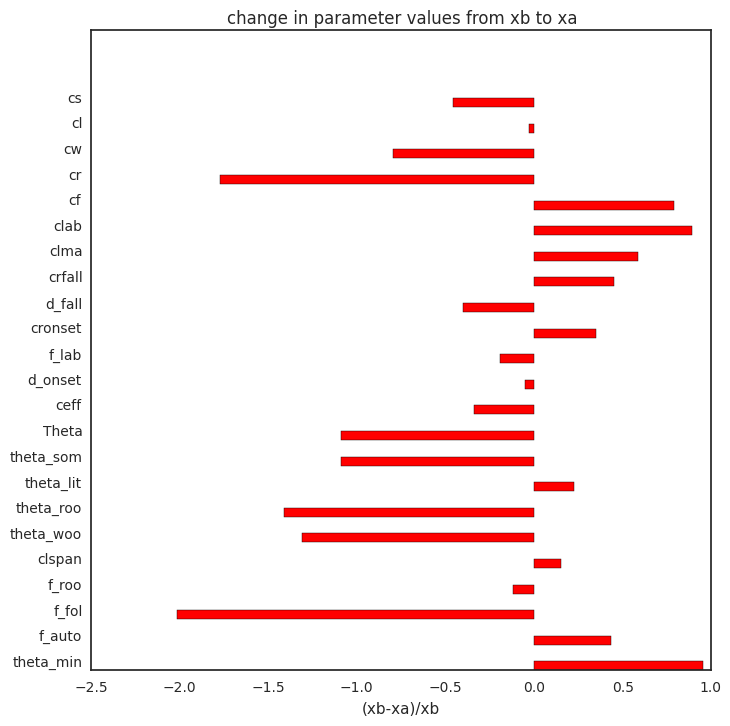 change in parameter values from xb to xa
cs
cl
cw
cr
cf
clab
clma
crfall
d_fall
cronset
f_lab
d_onset
ceff
Theta
theta_som
theta_lit
theta_roo
theta_woo
clspan
f_roo
f_fol
f_auto
theta_min
−2.5 −2.0 −1.5 −1.0 −0.5 0.0 0.5 1.0
(xb-xa)/xb